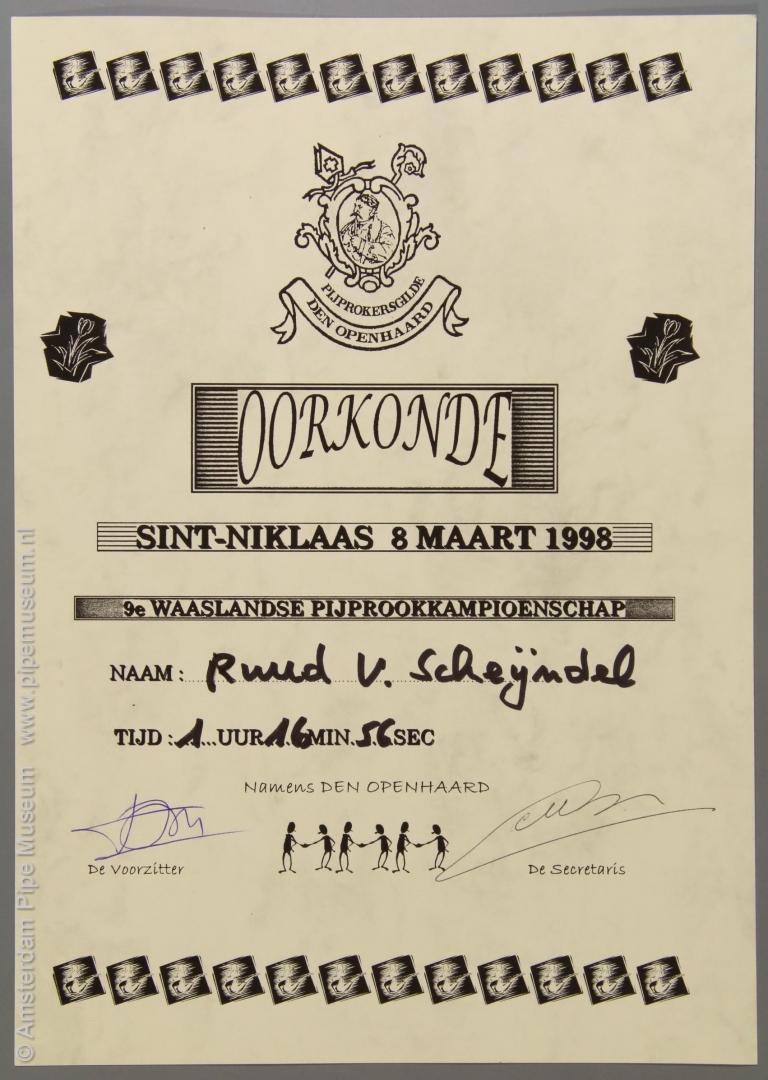 PIJPROKERSGILDE
DEN OPENHAARD
OORKONDE
SINT-NIKLAAS 8 MAART 1998
9e WAASLANDSE PIJPROOKKAMPIOENSCHAP
NAAM: Ruud v. Scheijndel
TIJD: 1 UUR 16 MIN. 56 SEC
Namens DEN OPENHAARD
De Voorzitter
De Secretaris
© Amsterdam Pipe Museum www.pipemuseum.nl